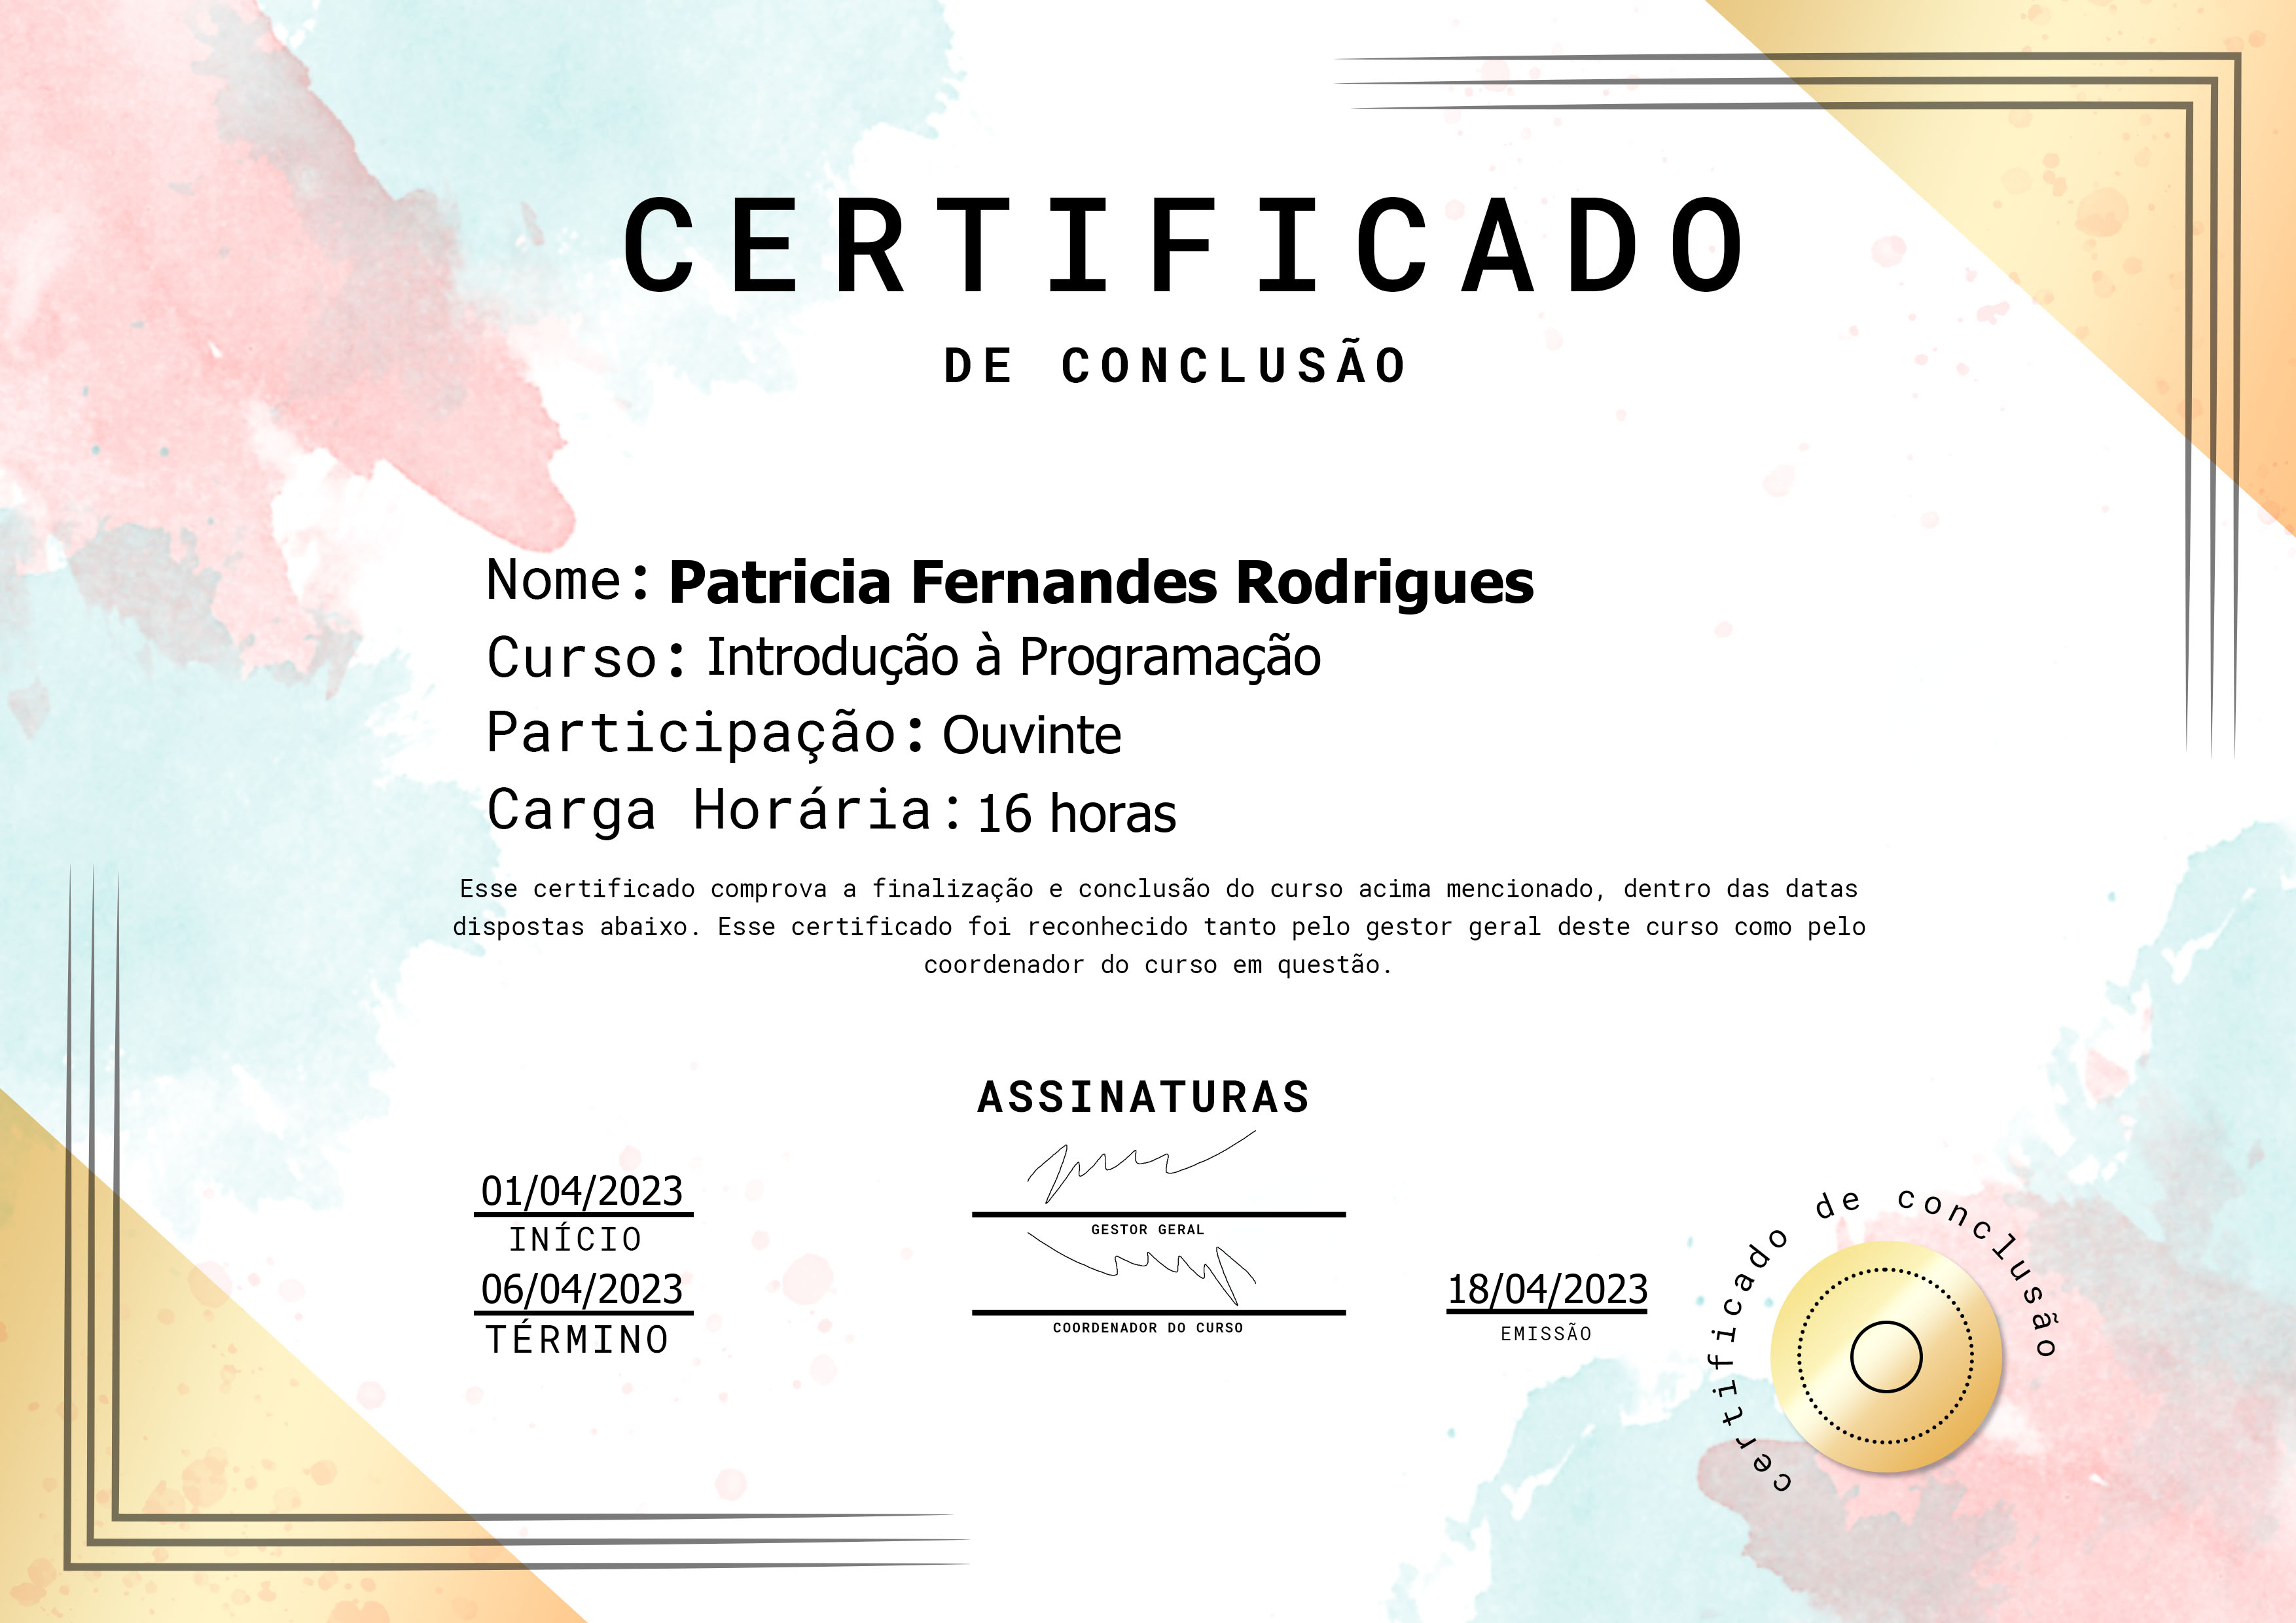 CERTIFICADO
DE CONCLUSÃO
Nome: Patricia Fernandes Rodrigues
Curso: Introdução à Programação
Participação: Ouvinte
Carga Horária: 16 horas
Esse certificado comprova a finalização e conclusão do curso acima mencionado, dentro das datas
dispostas abaixo. Esse certificado foi reconhecido tanto pelo gestor geral deste curso como pelo
coordenador do curso em questão.
ASSINATURAS
01/04/2023
INÍCIO
GESTOR GERAL
06/04/2023
TÉRMINO
COORDENADOR DO CURSO
18/04/2023
EMISSÃO
certificado de conclusão